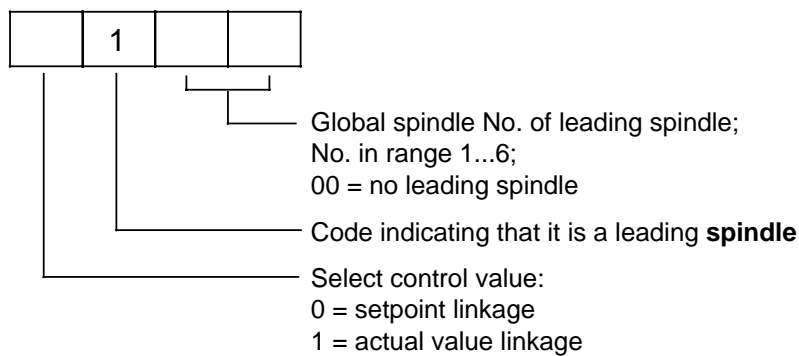 1
Global spindle No. of leading spindle;
No. in range 1...6;
00 = no leading spindle
Code indicating that it is a leading spindle
Select control value:
0 = setpoint linkage
1 = actual value linkage